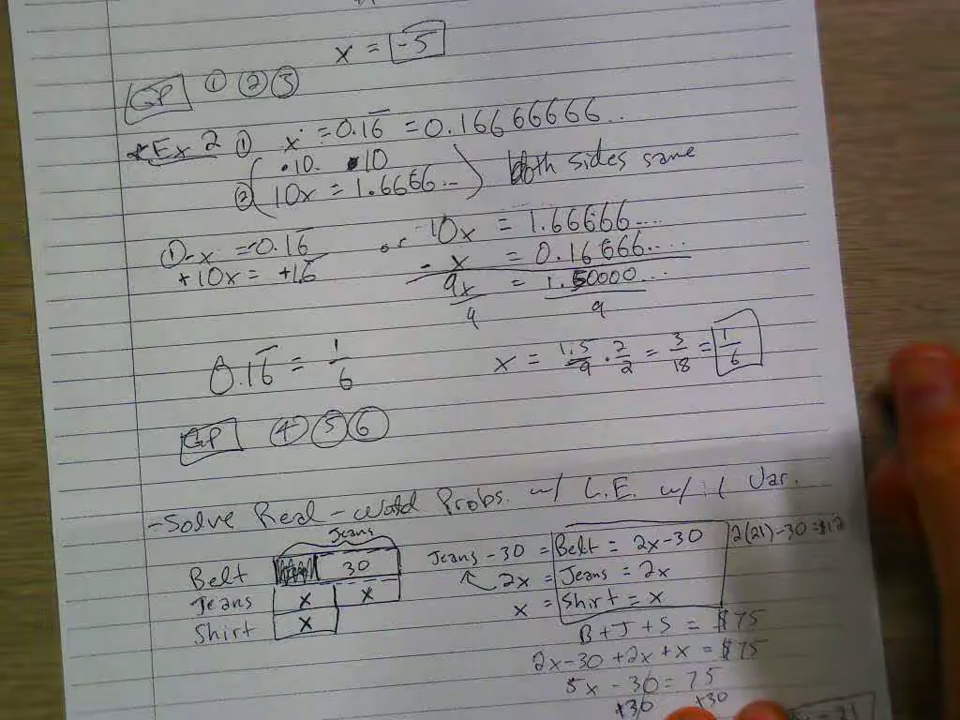 x = -5
GP ① ② ③
*Ex 2 ① x = 0.16̅ = 0.16666666..
·10. ·10
② 10x = 1.6666... both sides same
① -x = -0.16̅ or 10x = 1.66666....
+10x = +1.6̅ - x = 0.16666....
9x = 1.50000...
9 9
0.16̅ = 1/6 x = 1.5/9 · 2/2 = 3/18 = 1/6
GP ④ ⑤ ⑥
-Solve Real-World Probs. w/ L.E. w/ 1 Var.
Jeans
Belt 30 Jeans - 30 = Belt = 2x-30 2(21)-30=$12
Jeans x x 2x = Jeans = 2x
Shirt x x = Shirt = x
B+J+S = $75
2x-30+2x+x = $75
5x - 30 = 75
+30 +30